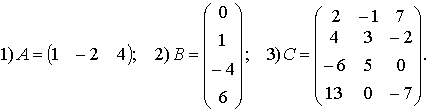 1) A = (1 −2 4); 2) B = (0; 1; −4; 6); 3) C = (2 −1 7; 4 3 −2; −6 5 0; 13 0 −7).